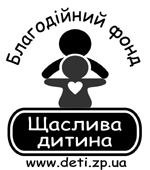 Благодійний фонд
Щаслива
дитина
www.deti.zp.ua